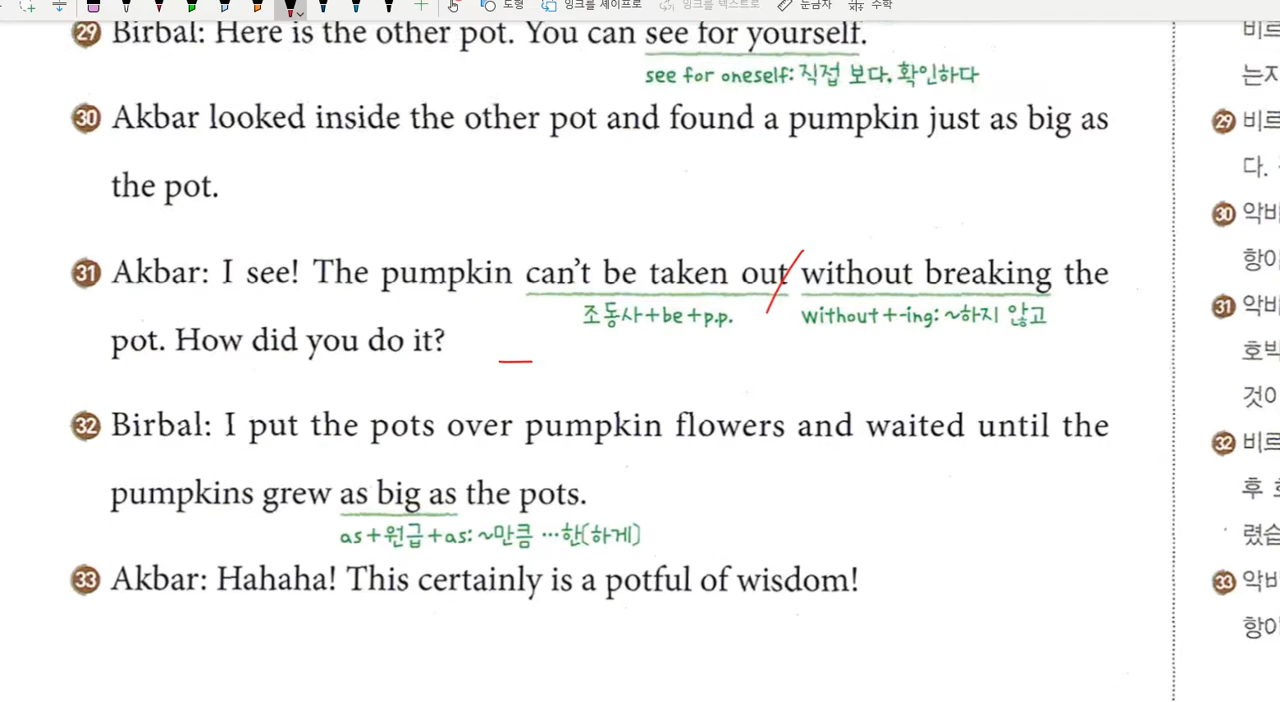 도형 잉크를 셰이프로 잉크를 텍스트로 눈금자 수학
29 Birbal: Here is the other pot. You can see for yourself.
see for oneself: 직접 보다, 확인하다
30 Akbar looked inside the other pot and found a pumpkin just as big as
the pot.
31 Akbar: I see! The pumpkin can't be taken out without breaking the
조동사+be+p.p. without+-ing: ~하지 않고
pot. How did you do it?
32 Birbal: I put the pots over pumpkin flowers and waited until the
pumpkins grew as big as the pots.
as+원급+as: ~만큼 …한(하게)
33 Akbar: Hahaha! This certainly is a potful of wisdom!
비르
는지
29 비르
다.
30 악바
항이
31 악바
호박
것이
32 비르
후 호
렸습
33 악바
항이